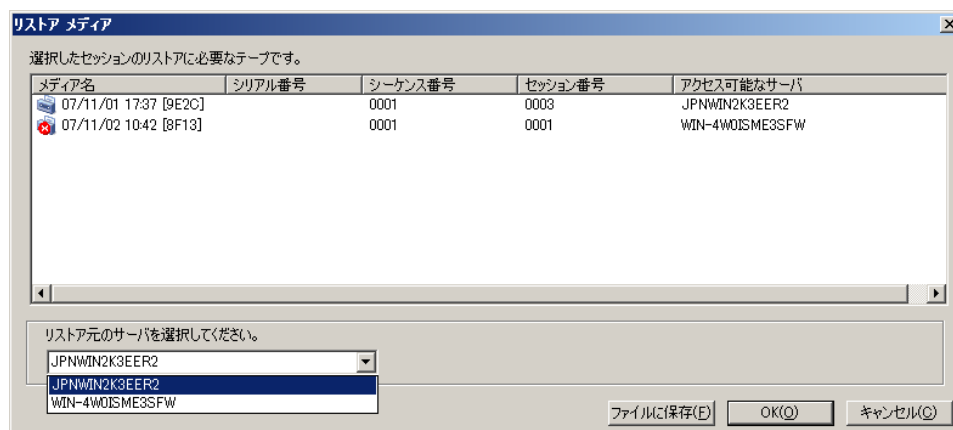 リストア メディア
選択したセッションのリストアに必要なテープです。
メディア名 シリアル番号 シーケンス番号 セッション番号 アクセス可能なサーバ
07/11/01 17:37 [9E2C] 0001 0003 JPNWIN2K3EER2
07/11/02 10:42 [8F13] 0001 0001 WIN-4W0ISME3SFW
リストア元のサーバを選択してください。
JPNWIN2K3EER2
JPNWIN2K3EER2
WIN-4W0ISME3SFW
ファイルに保存(F) OK(O) キャンセル(C)